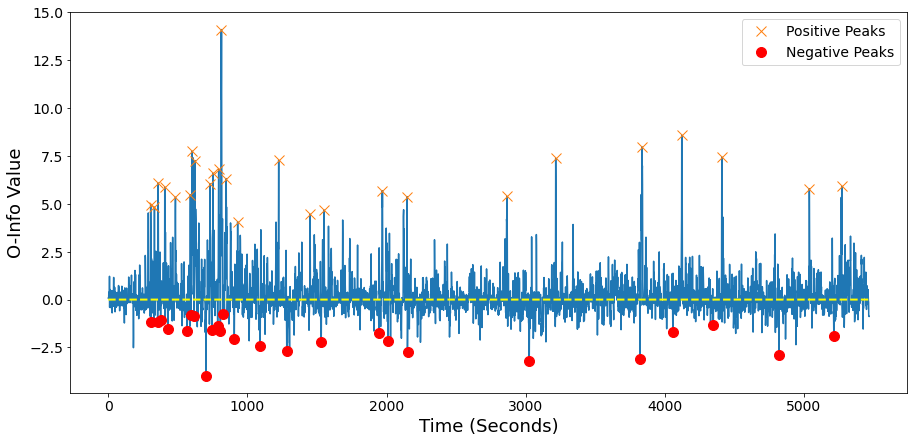 15.0
12.5
10.0
7.5
5.0
2.5
0.0
−2.5
O-Info Value
Positive Peaks
Negative Peaks
0 1000 2000 3000 4000 5000
Time (Seconds)